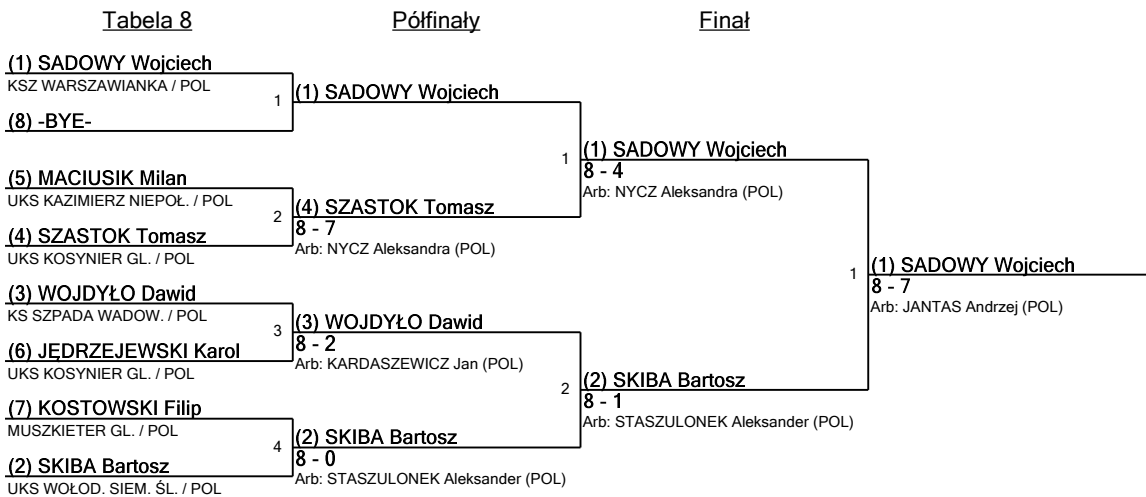 Tabela 8
Półfinały
Finał
(1) SADOWY Wojciech
KSZ WARSZAWIANKA / POL
1
(8) -BYE-
(5) MACIUSIK Milan
UKS KAZIMIERZ NIEPOŁ. / POL
2
(4) SZASTOK Tomasz
UKS KOSYNIER GL. / POL
(3) WOJDYŁO Dawid
KS SZPADA WADOW. / POL
3
(6) JĘDRZEJEWSKI Karol
UKS KOSYNIER GL. / POL
(7) KOSTOWSKI Filip
MUSZKIETER GL. / POL
4
(2) SKIBA Bartosz
UKS WOŁOD. SIEM. ŚL. / POL
(1) SADOWY Wojciech
1
(4) SZASTOK Tomasz
8 - 7
Arb: NYCZ Aleksandra (POL)
(3) WOJDYŁO Dawid
8 - 2
Arb: KARDASZEWICZ Jan (POL)
2
(2) SKIBA Bartosz
8 - 0
Arb: STASZULONEK Aleksander (POL)
(1) SADOWY Wojciech
8 - 4
Arb: NYCZ Aleksandra (POL)
1
(2) SKIBA Bartosz
8 - 1
Arb: STASZULONEK Aleksander (POL)
(1) SADOWY Wojciech
8 - 7
Arb: JANTAS Andrzej (POL)